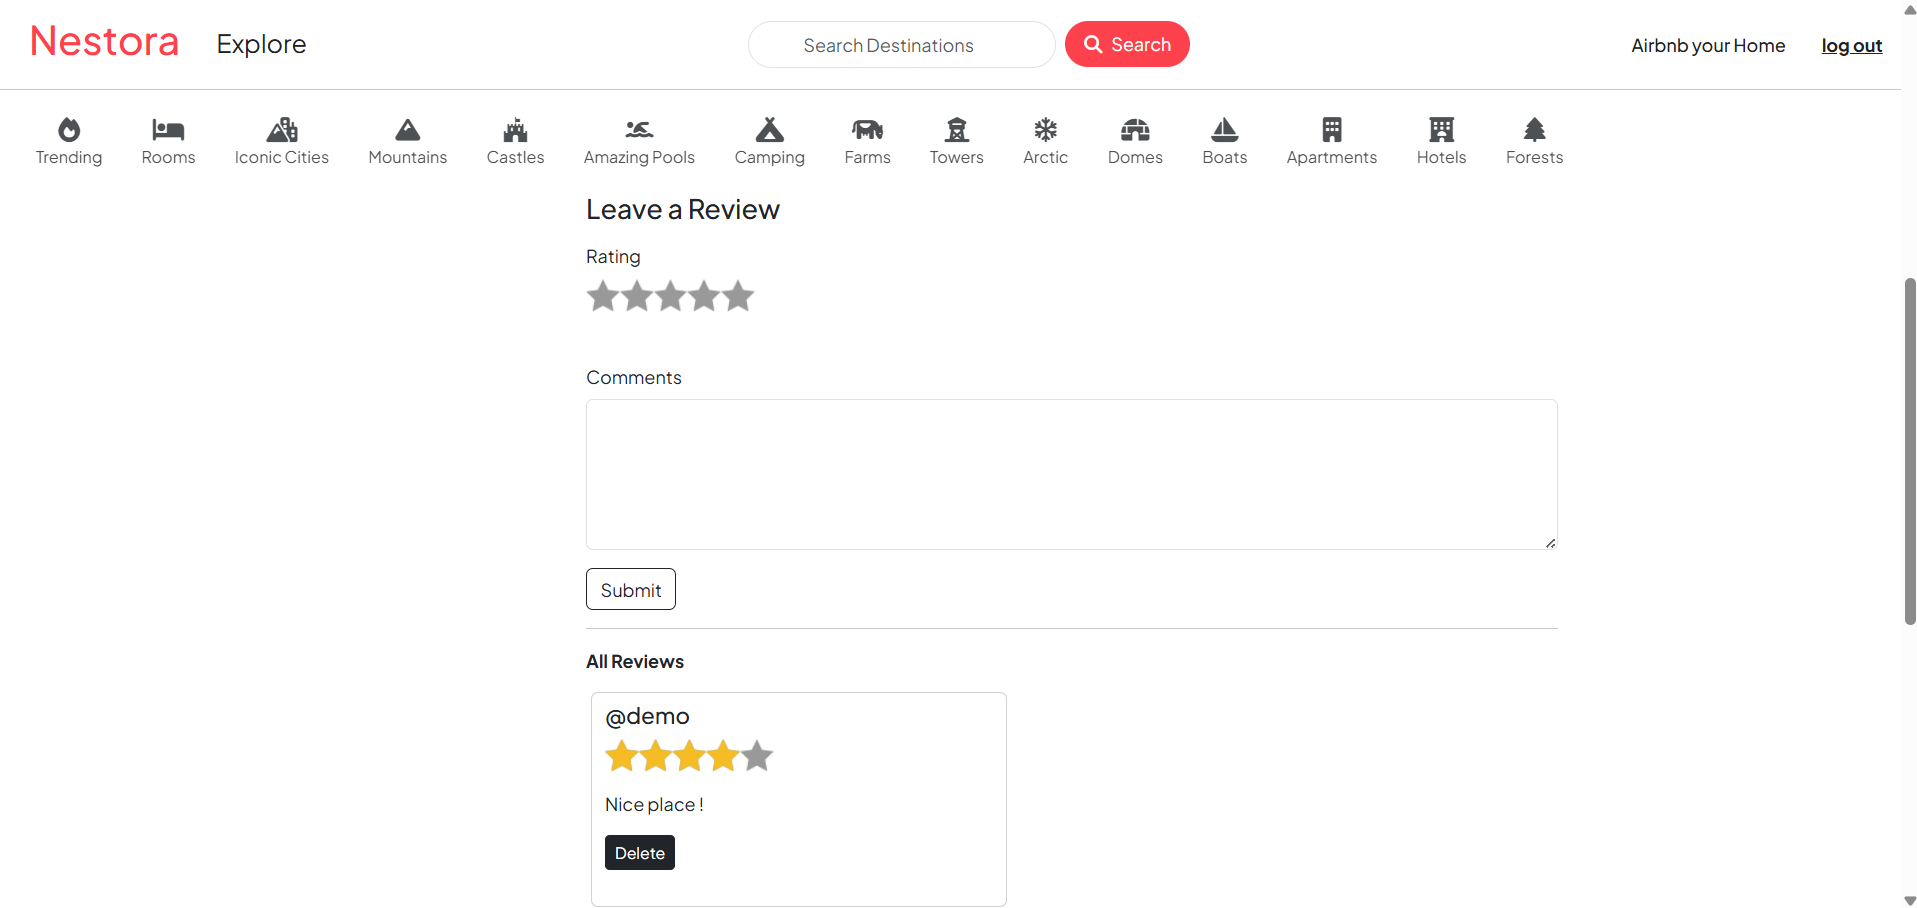 Nestora Explore Search Destinations Search Airbnb your Home log out
Trending Rooms Iconic Cities Mountains Castles Amazing Pools Camping Farms Towers Arctic Domes Boats Apartments Hotels Forests
Leave a Review
Rating
Comments
Submit
All Reviews
@demo
Nice place !
Delete